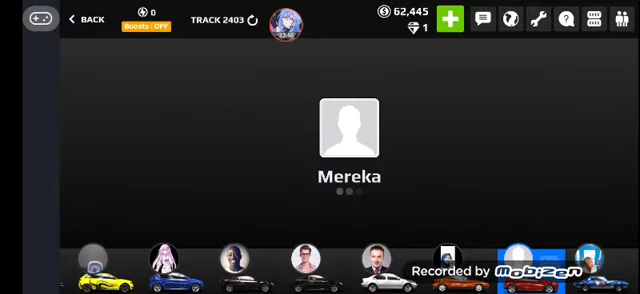 BACK
0
Boosts : OFF
TRACK 2403
62,445
1
Mereka
Recorded by Mobizen